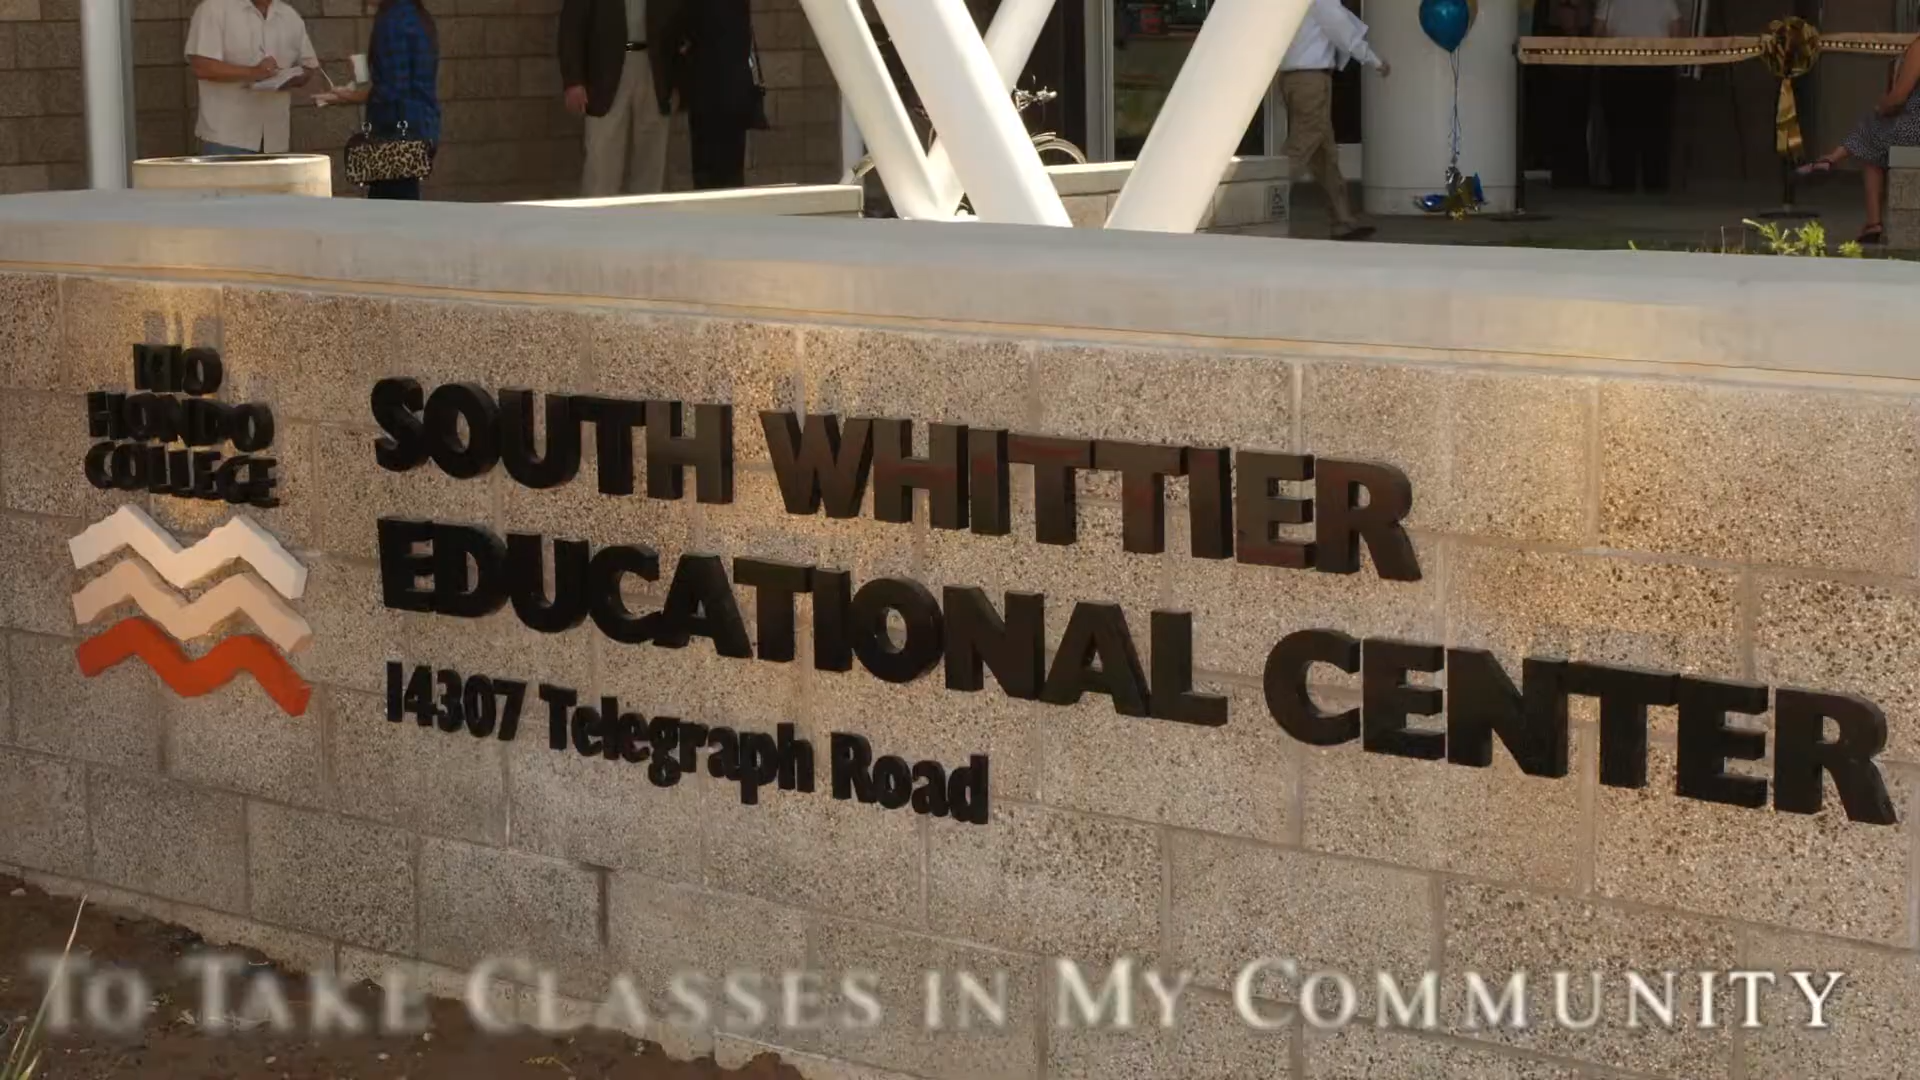 RIO
HONDO
COLLEGE
SOUTH WHITTIER
EDUCATIONAL CENTER
14307 Telegraph Road
TO TAKE CLASSES IN MY COMMUNITY